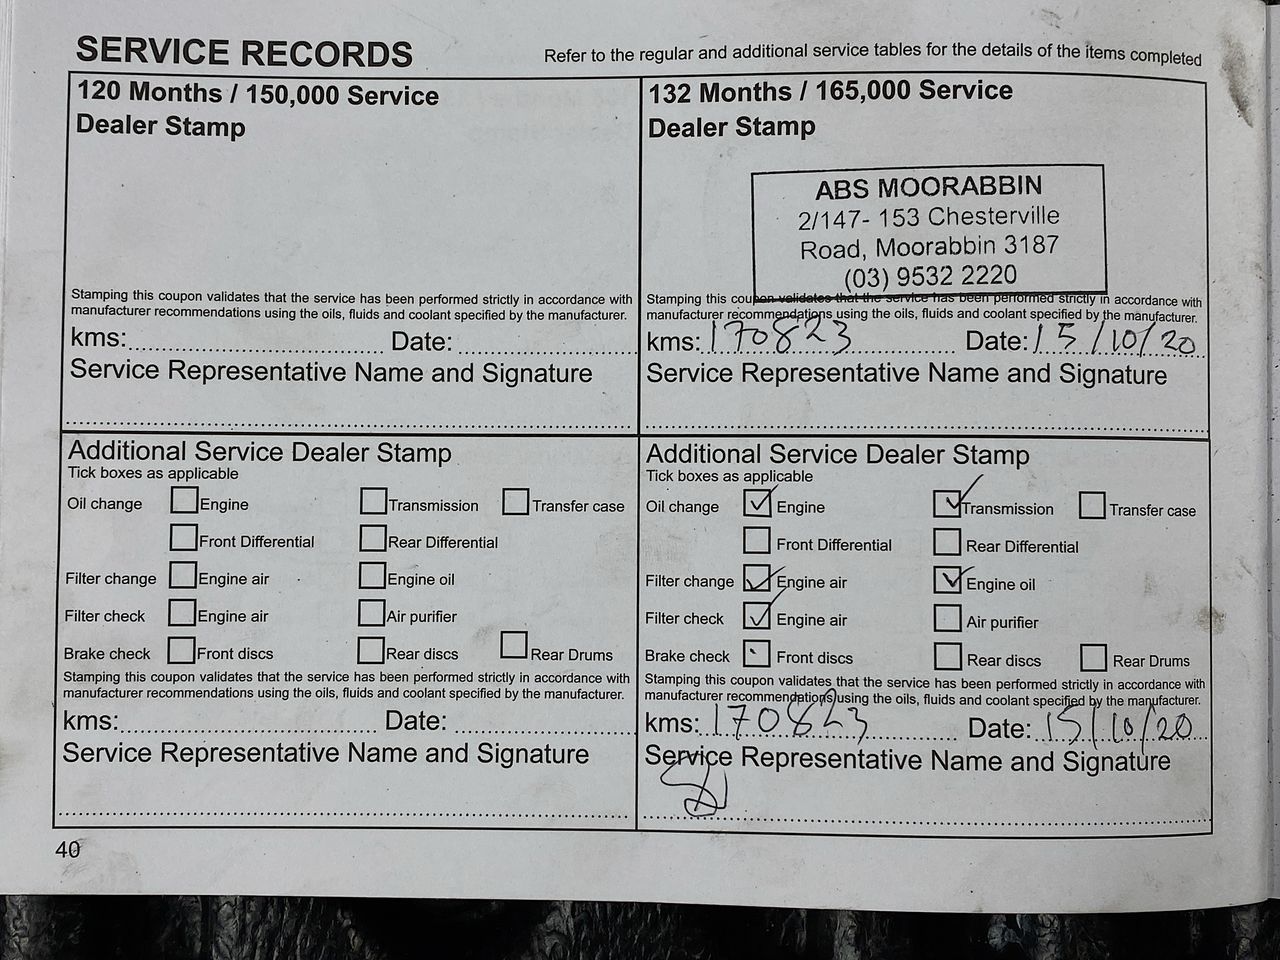 SERVICE RECORDS
Refer to the regular and additional service tables for the details of the items completed
120 Months / 150,000 Service
Dealer Stamp
Stamping this coupon validates that the service has been performed strictly in accordance with
manufacturer recommendations using the oils, fluids and coolant specified by the manufacturer.
kms: Date:
Service Representative Name and Signature
Additional Service Dealer Stamp
Tick boxes as applicable
Oil change Engine Transmission Transfer case
Front Differential Rear Differential
Filter change Engine air Engine oil
Filter check Engine air Air purifier
Brake check Front discs Rear discs Rear Drums
Stamping this coupon validates that the service has been performed strictly in accordance with
manufacturer recommendations using the oils, fluids and coolant specified by the manufacturer.
kms: Date:
Service Representative Name and Signature
132 Months / 165,000 Service
Dealer Stamp
ABS MOORABBIN
2/147- 153 Chesterville
Road, Moorabbin 3187
(03) 9532 2220
Stamping this coupon validates that the service has been performed strictly in accordance with
manufacturer recommendations using the oils, fluids and coolant specified by the manufacturer.
kms: 170823 Date: 15/10/20
Service Representative Name and Signature
Additional Service Dealer Stamp
Tick boxes as applicable
Oil change Engine Transmission Transfer case
Front Differential Rear Differential
Filter change Engine air Engine oil
Filter check Engine air Air purifier
Brake check Front discs Rear discs Rear Drums
Stamping this coupon validates that the service has been performed strictly in accordance with
manufacturer recommendations using the oils, fluids and coolant specified by the manufacturer.
kms: 170823 Date: 15/10/20
Service Representative Name and Signature
40